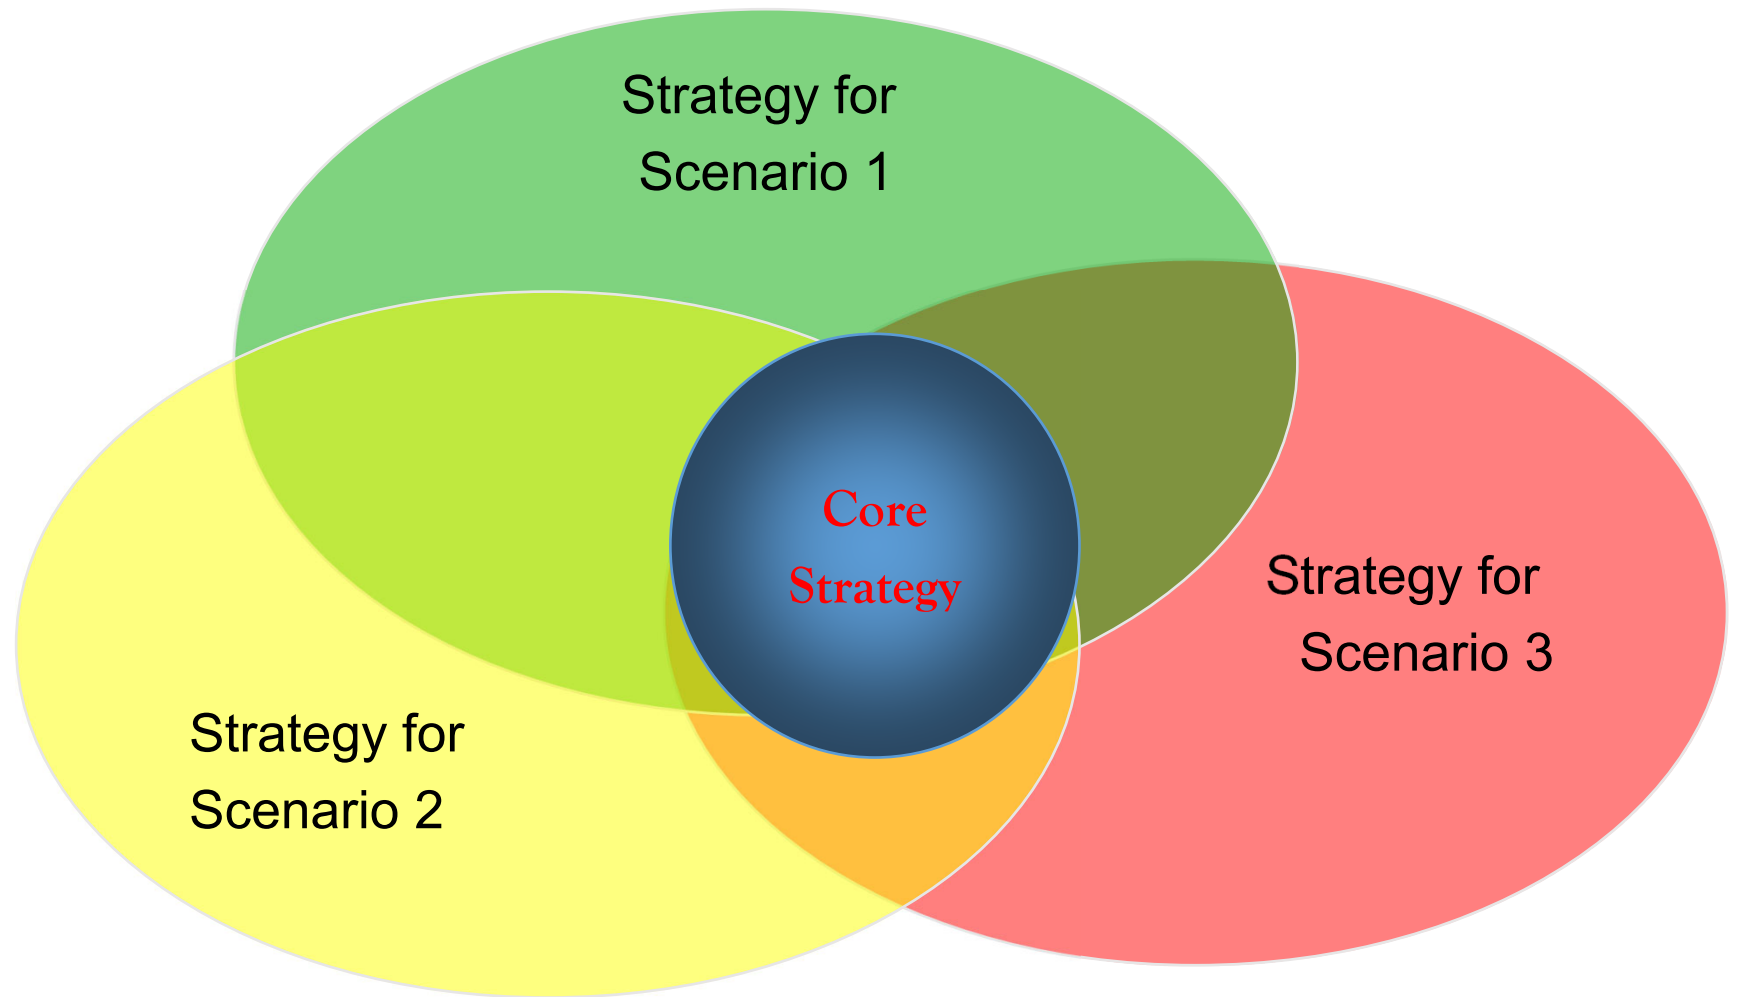 Strategy for
Scenario 1
Core
Strategy
Strategy for
Scenario 3
Strategy for
Scenario 2